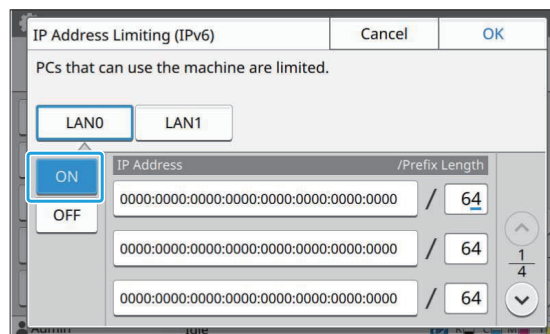 IP Address Limiting (IPv6) Cancel OK
PCs that can use the machine are limited.
LAN0 LAN1
IP Address /Prefix Length
ON
0000:0000:0000:0000:0000:0000:0000:0000 / 64
OFF
0000:0000:0000:0000:0000:0000:0000:0000 / 64
1
4
0000:0000:0000:0000:0000:0000:0000:0000 / 64
Admin Idle